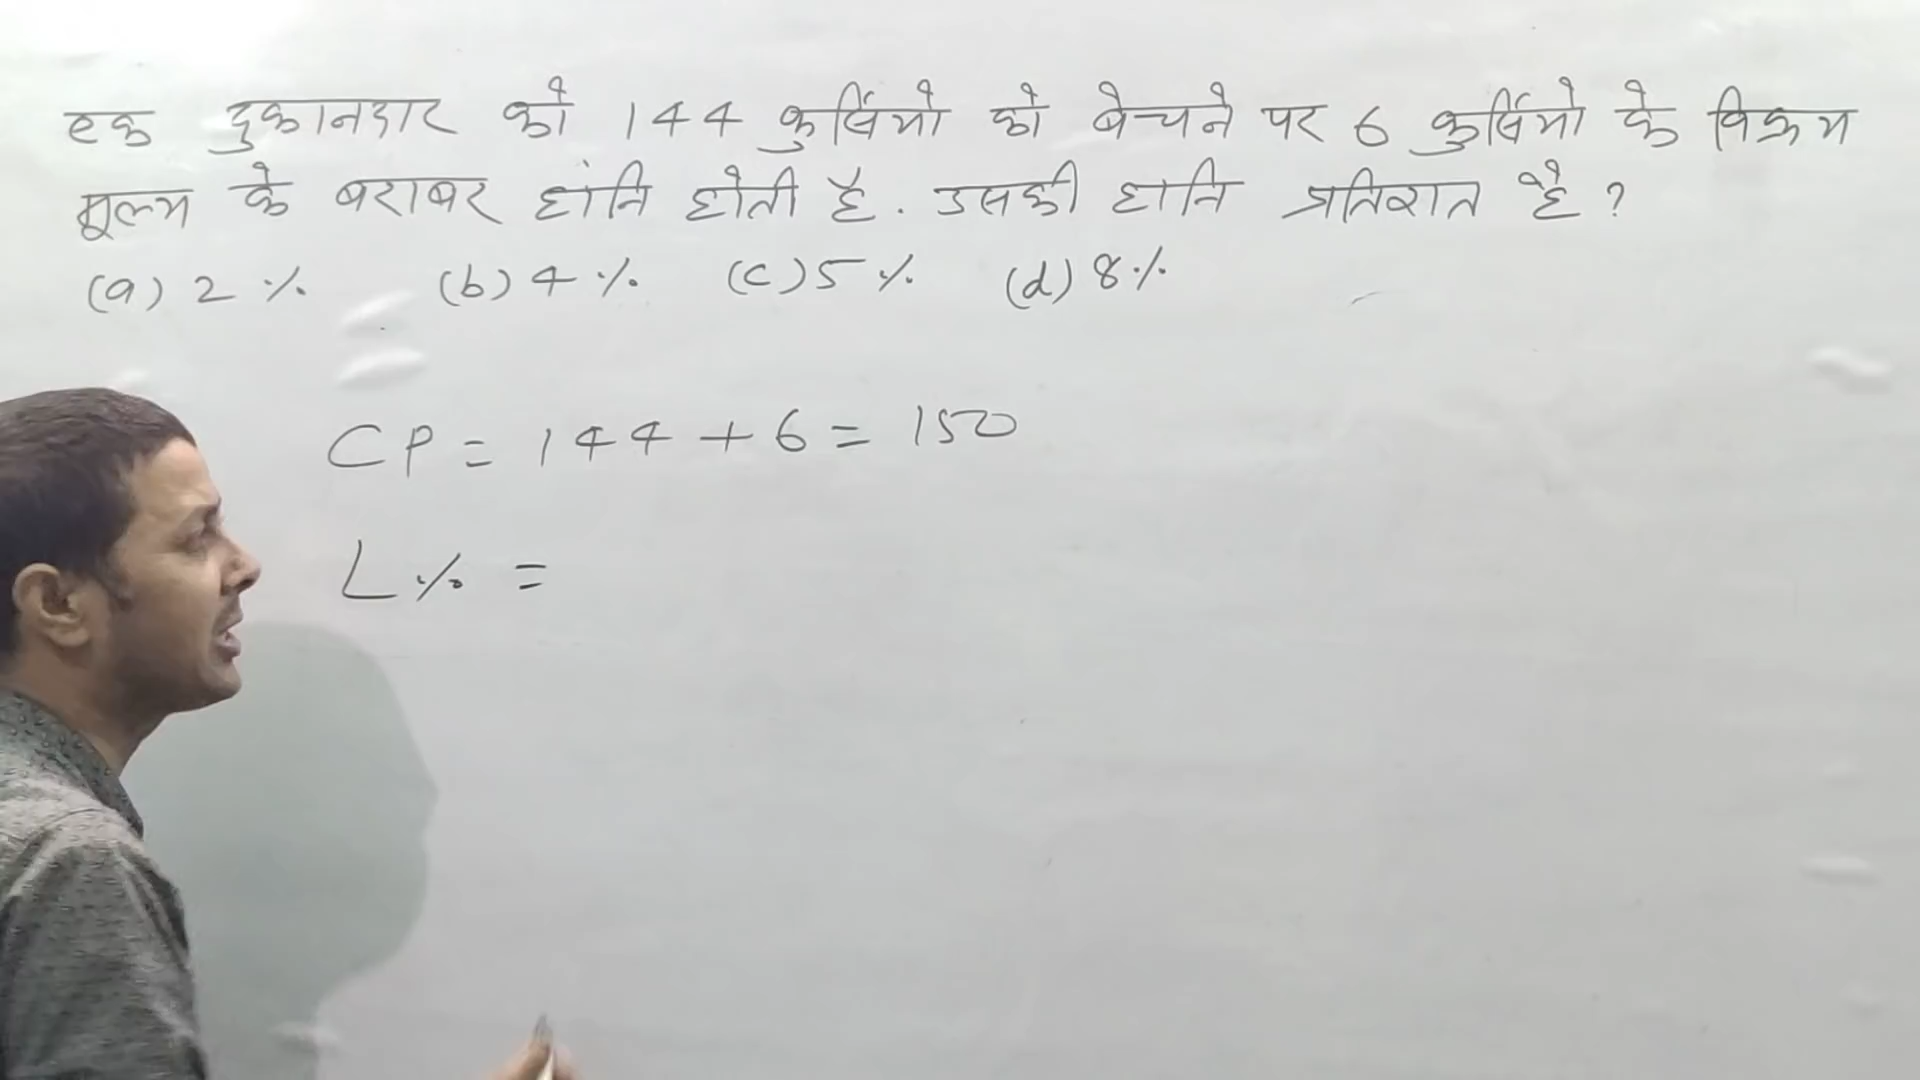 एक दुकानदार को 144 कुर्सियो को बेचने पर 6 कुर्सियो के विक्रय
मूल्य के बराबर हांनि होती है. उसकी हानि प्रतिशत है ?
(a) 2 % (b) 4 % (c) 5 % (d) 8%
CP = 144 + 6 = 150
L% =